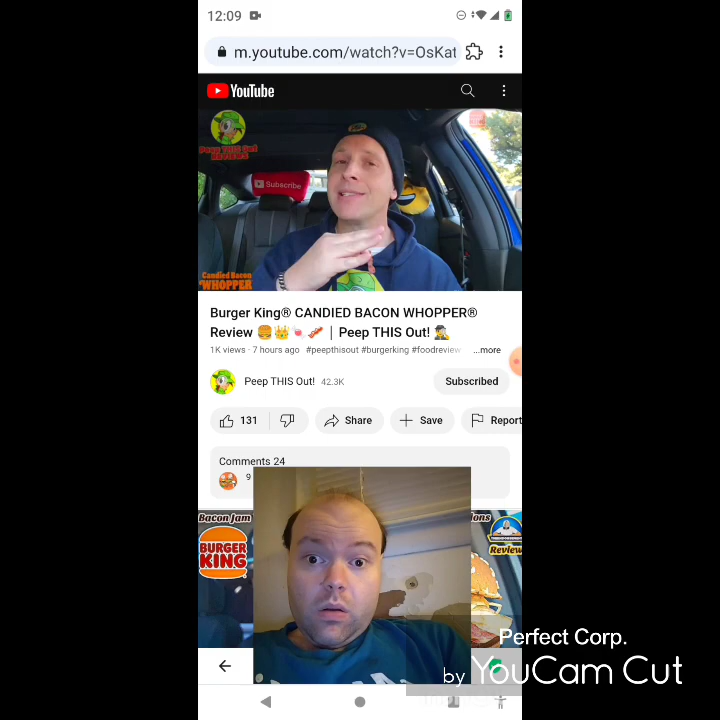 12:09
m.youtube.com/watch?v=OsKat
YouTube
Peep THIS Out!
REVIEWS
Subscribe
Candied Bacon
WHOPPER
Burger King® CANDIED BACON WHOPPER®
Review 🍔👑🍬🥓 | Peep THIS Out! 🕵️
1K views · 7 hours ago #peepthisout #burgerking #foodreview ...more
Peep THIS Out! 42.3K
Subscribed
131
Share
Save
Report
Comments 24
9
Bacon Jam
ions
BURGER
KING
Review
Perfect Corp.
by YouCam Cut